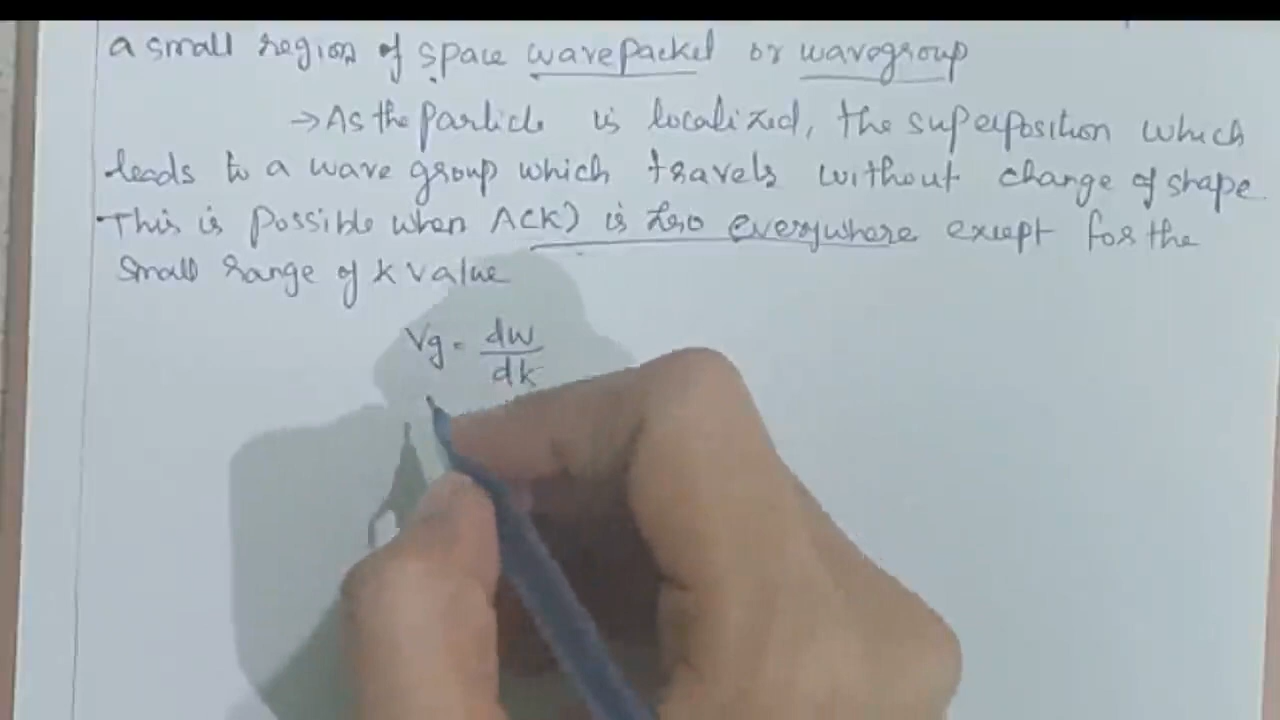 a small region of space wavepacket or wavegroup
→ As the particle is localized, the superposition which
leads to a wave group which travels without change of shape.
This is possible when A(K) is zero everywhere except for the
small range of k value
Vg = dw/dk